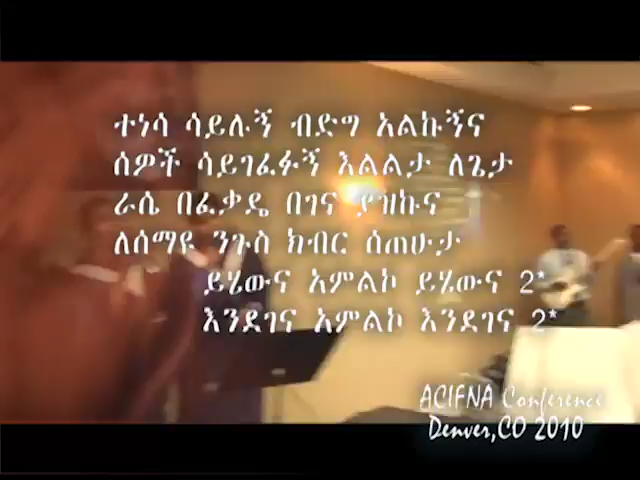 ተነሳ ሳይሉኝ ብድግ አልኩኝና
ሰዎች ሳይገፈፉኝ እልልታ ለጌታ
ራሴ በፈቃዴ በገና ያዝኩና
ለሰማዩ ንጉስ ክብር ሰጠሁታ
ይሄውና አምልኮ ይሄውና 2*
እንደገና አምልኮ እንደገና 2*
ACIFNA Conference
Denver,CO 2010